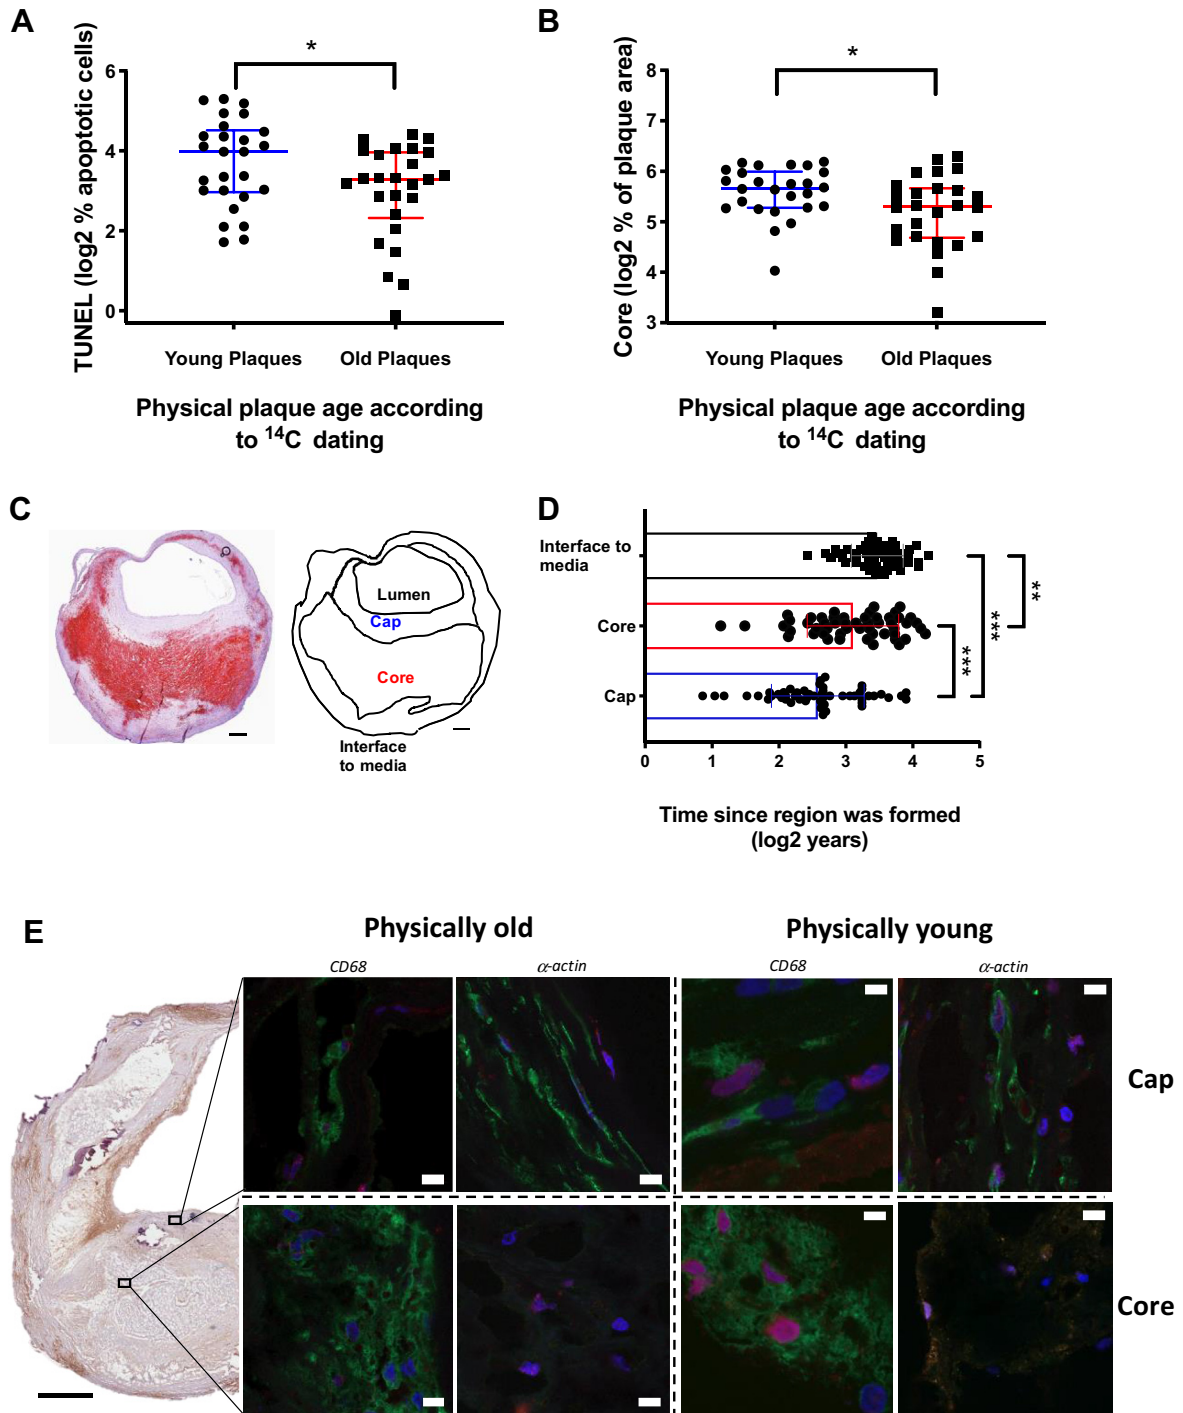 A
TUNEL (log2 % apoptotic cells)
6
4
2
0
*
Young Plaques
Old Plaques
Physical plaque age according
to ¹⁴C dating
B
Core (log2 % of plaque area)
8
7
6
5
4
3
*
Young Plaques
Old Plaques
Physical plaque age according
to ¹⁴C dating
C
Lumen
Cap
Core
Interface
to media
D
Interface to
media
Core
Cap
***
***
**
0 1 2 3 4 5
Time since region was formed
(log2 years)
E
Physically old
Physically young
CD68
α-actin
CD68
α-actin
Cap
Core